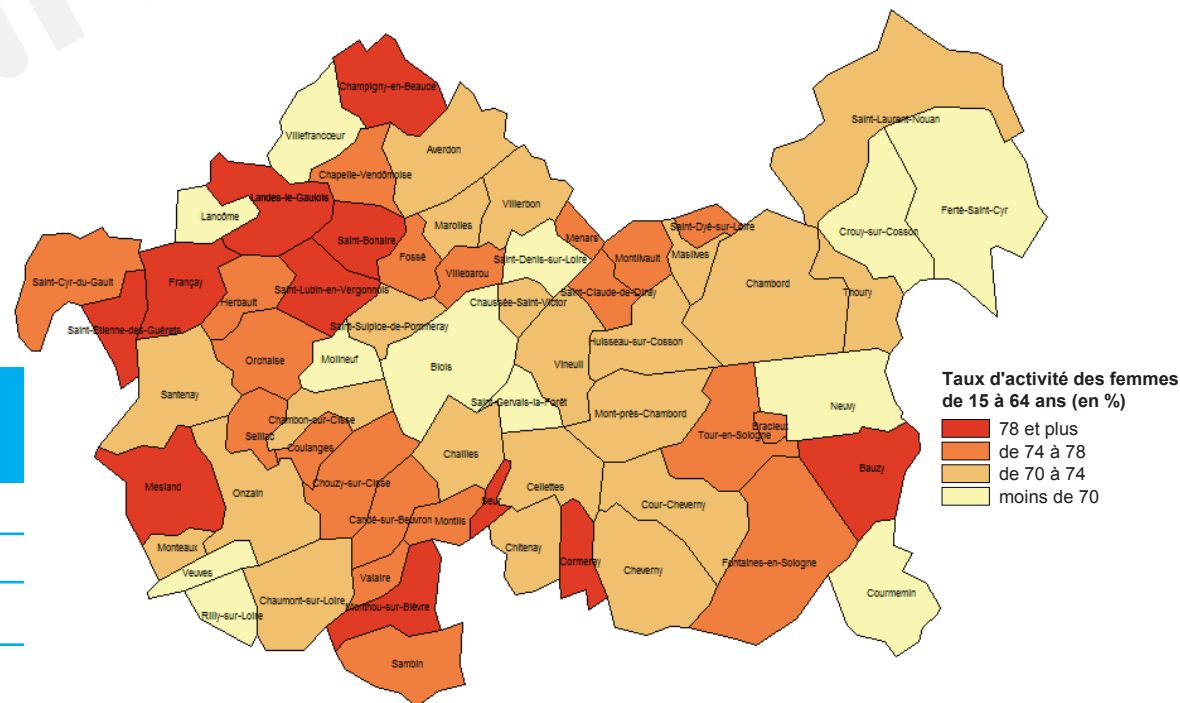 Champigny-en-Beauce
Saint-Laurent-Nouan
Villefrancœur
Averdon
Chapelle-Vendômoise
Landes-le-Gaulois
Villerbon
Lancôme
Ferté-Saint-Cyr
Marolles
Saint-Dyé-sur-Loire
Crouy-sur-Cosson
Saint-Bohaire
Menars
Montlivault
Maslives
Fossé
Saint-Denis-sur-Loire
Villebarou
Saint-Cyr-du-Gault
Françay
Chambord
Saint-Lubin-en-Vergonnois
Saint-Claude-de-Diray
Thoury
Herbault
Chaussée-Saint-Victor
Saint-Étienne-des-Guérets
Saint-Sulpice-de-Pommeray
Huisseau-sur-Cosson
Orchaise
Molineuf
Blois
Vineuil
Taux d'activité des femmes
de 15 à 64 ans (en %)
Santenay
Saint-Gervais-la-Forêt
Neuvy
Mont-près-Chambord
Chambon-sur-Cisse
Bracieux
78 et plus
Seillac
Tour-en-Sologne
Coulanges
de 74 à 78
Chailles
Bauzy
de 70 à 74
Mesland
Onzain
Chouzy-sur-Cisse
Seur
Cellettes
moins de 70
Cour-Cheverny
Candé-sur-Beuvron
Montils
Monteaux
Chitenay
Cormeray
Fontaines-en-Sologne
Veuves
Valaire
Cheverny
Courmemin
Chaumont-sur-Loire
Monthou-sur-Bièvre
Rilly-sur-Loire
Sambin